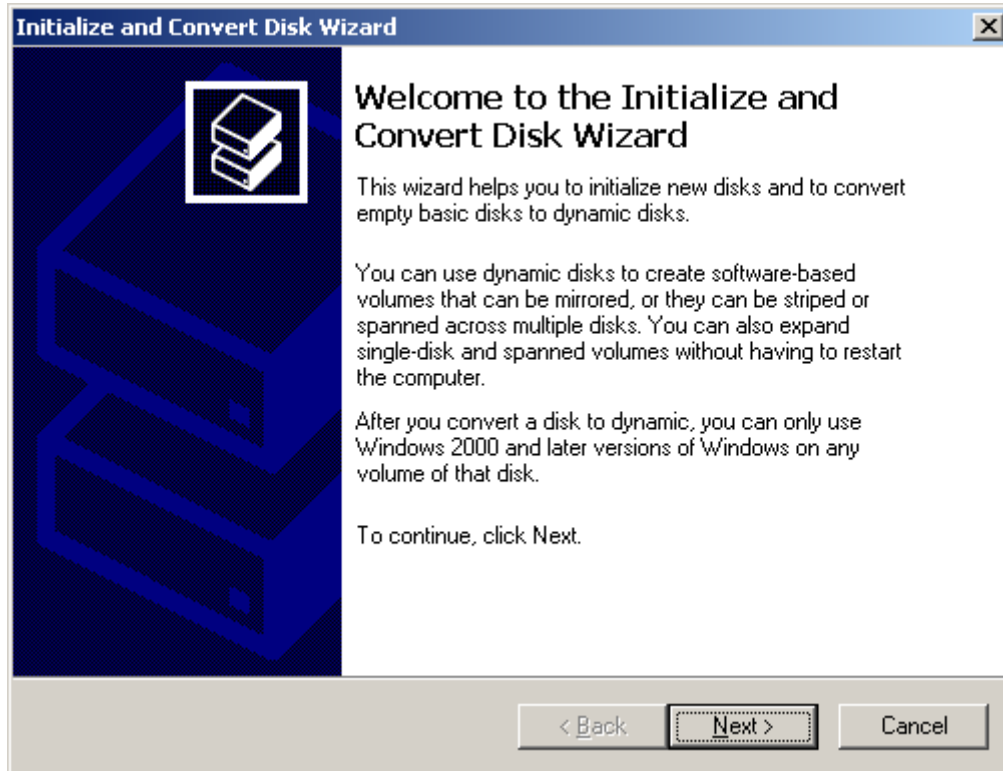 Initialize and Convert Disk Wizard
Welcome to the Initialize and
Convert Disk Wizard
This wizard helps you to initialize new disks and to convert
empty basic disks to dynamic disks.
You can use dynamic disks to create software-based
volumes that can be mirrored, or they can be striped or
spanned across multiple disks. You can also expand
single-disk and spanned volumes without having to restart
the computer.
After you convert a disk to dynamic, you can only use
Windows 2000 and later versions of Windows on any
volume of that disk.
To continue, click Next.
< Back Next > Cancel